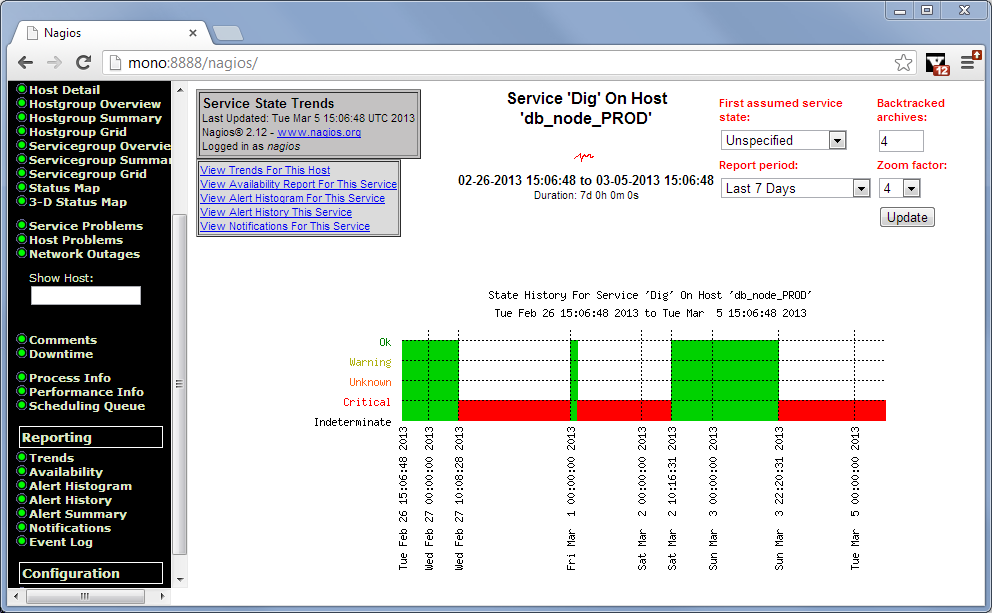 Nagios
mono:8888/nagios/
12
Host Detail
Hostgroup Overview
Hostgroup Summary
Hostgroup Grid
Servicegroup Overvie
Servicegroup Summar
Servicegroup Grid
Status Map
3-D Status Map
Service Problems
Host Problems
Network Outages
Show Host:
Comments
Downtime
Process Info
Performance Info
Scheduling Queue
Reporting
Trends
Availability
Alert Histogram
Alert History
Alert Summary
Notifications
Event Log
Configuration
Service State Trends
Last Updated: Tue Mar 5 15:06:48 UTC 2013
Nagios® 2.12 - www.nagios.org
Logged in as nagios
View Trends For This Host
View Availability Report For This Service
View Alert Histogram For This Service
View Alert History This Service
View Notifications For This Service
Service 'Dig' On Host
'db_node_PROD'
02-26-2013 15:06:48 to 03-05-2013 15:06:48
Duration: 7d 0h 0m 0s
First assumed service
state:
Unspecified
Backtracked
archives:
4
Report period:
Last 7 Days
Zoom factor:
4
Update
State History For Service 'Dig' On Host 'db_node_PROD'
Tue Feb 26 15:06:48 2013 to Tue Mar 5 15:06:48 2013
Ok
Warning
Unknown
Critical
Indeterminate
Tue Feb 26 15:06:48 2013
Wed Feb 27 00:00:00 2013
Wed Feb 27 10:08:28 2013
Fri Mar 1 00:00:00 2013
Sat Mar 2 00:00:00 2013
Sat Mar 2 10:16:31 2013
Sun Mar 3 00:00:00 2013
Sun Mar 3 22:20:31 2013
Tue Mar 5 00:00:00 2013